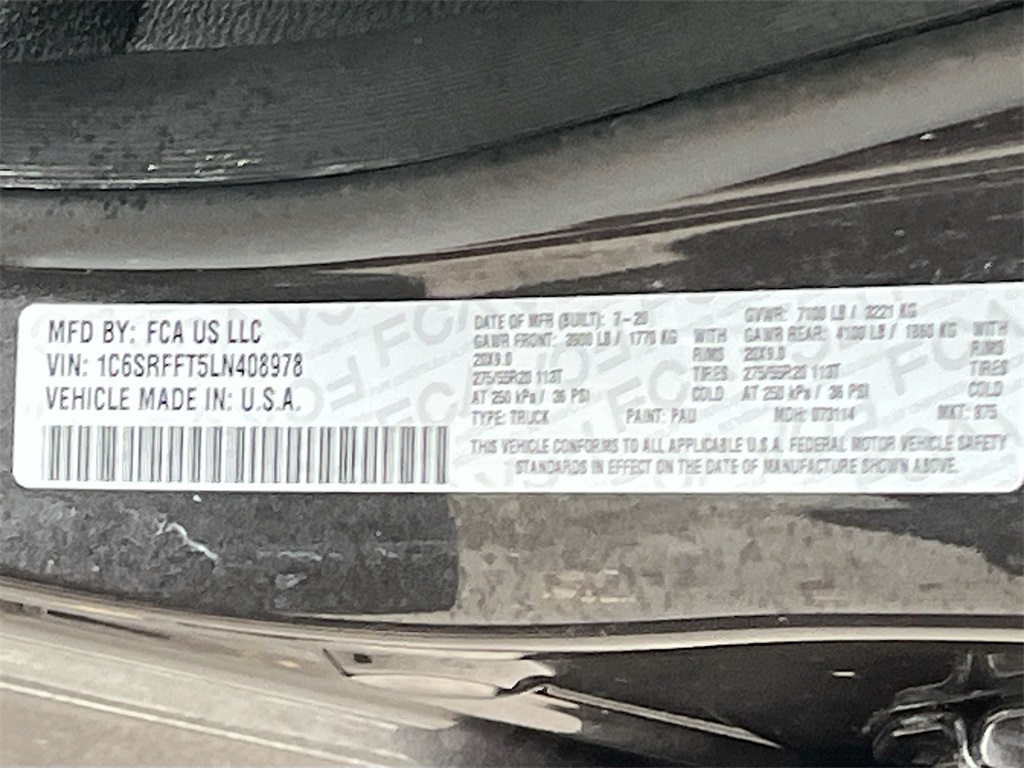 MFD BY: FCA US LLC
VIN: 1C6SRFFT5LN408978
VEHICLE MADE IN: U.S.A.
DATE OF MFR (BUILT): 7-20
GVWR: 7100 LB / 3221 KG
GAWR FRONT: 3900 LB / 1770 KG WITH
20X9.0 RIMS
275/55R20 113T TIRES
AT 250 kPa / 36 PSI COLD
GAWR REAR: 4100 LB / 1860 KG WITH
20X9.0 RIMS
275/55R20 113T TIRES
AT 250 kPa / 36 PSI COLD
TYPE: TRUCK PAINT: PAU MDH: 073114 MKT: 875
THIS VEHICLE CONFORMS TO ALL APPLICABLE U.S.A. FEDERAL MOTOR VEHICLE SAFETY
STANDARDS IN EFFECT ON THE DATE OF MANUFACTURE SHOWN ABOVE.